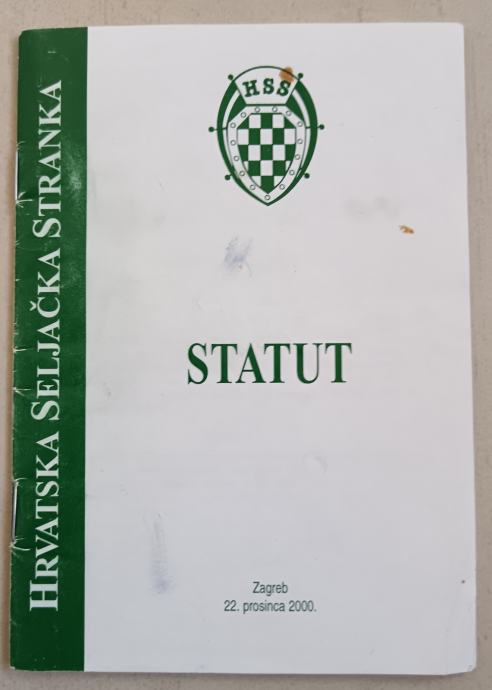 HRVATSKA SELJAČKA STRANKA
HSS
STATUT
Zagreb
22. prosinca 2000.